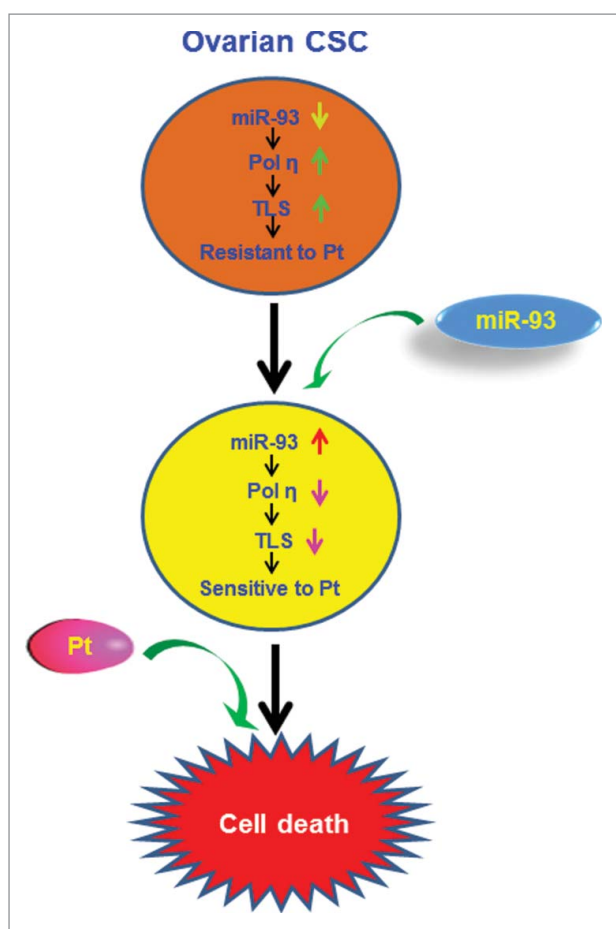 Ovarian CSC
miR-93
Pol η
TLS
Resistant to Pt
miR-93
miR-93
Pol η
TLS
Sensitive to Pt
Pt
Cell death